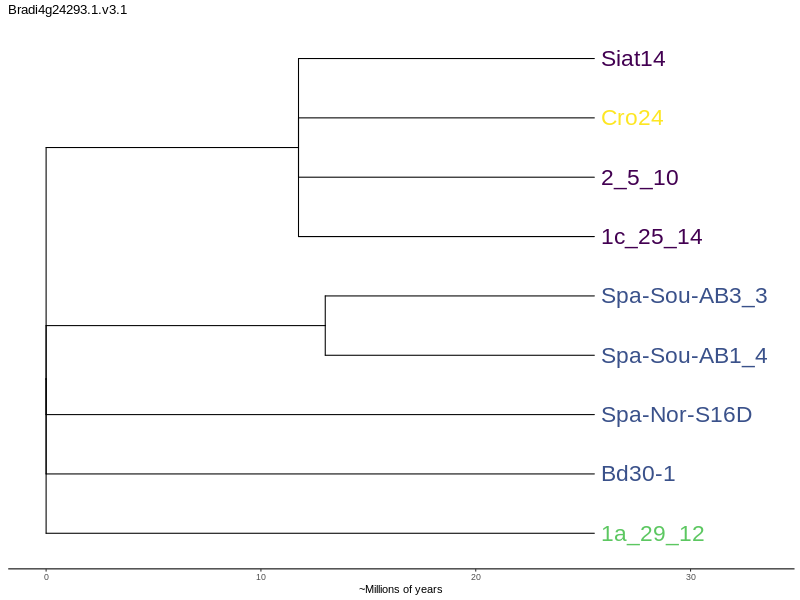 Bradi4g24293.1.v3.1
Siat14
Cro24
2_5_10
1c_25_14
Spa-Sou-AB3_3
Spa-Sou-AB1_4
Spa-Nor-S16D
Bd30-1
1a_29_12
0 10 20 30
~Millions of years